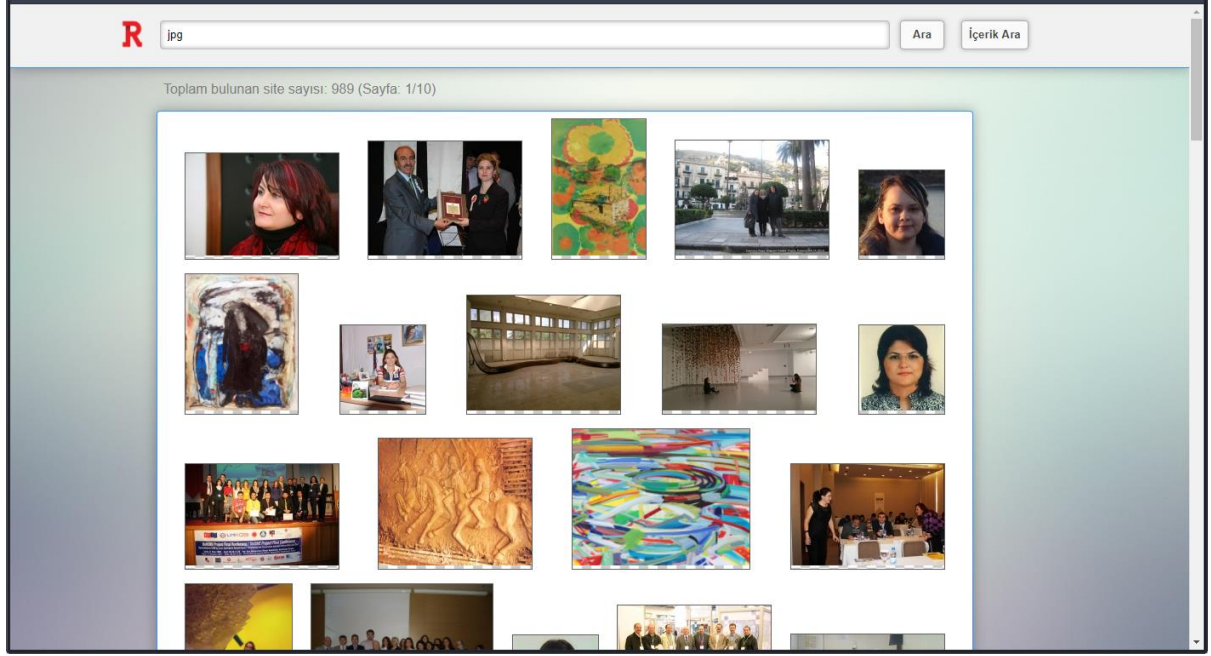 R
jpg
Ara
İçerik Ara
Toplam bulunan site sayısı: 989 (Sayfa: 1/10)